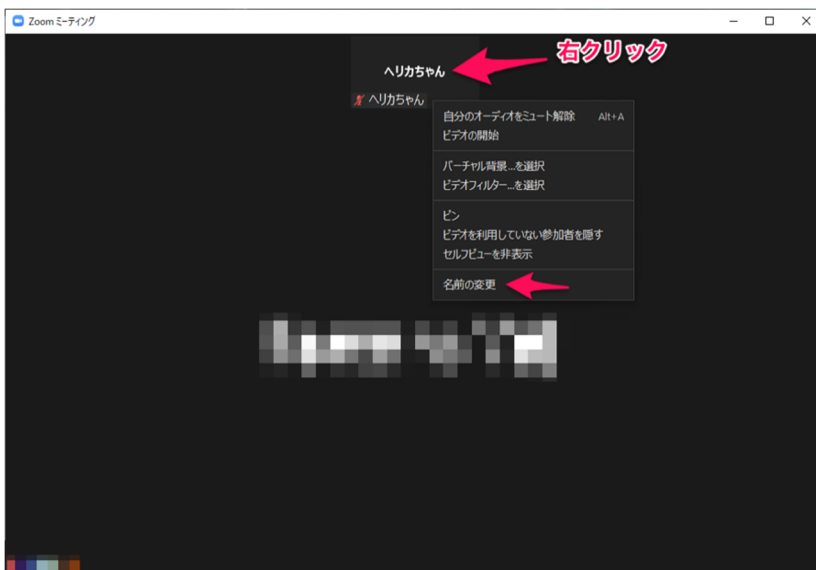 Zoom ミーティング
右クリック
ヘリカちゃん
ヘリカちゃん
自分のオーディオをミュート解除 Alt+A
ビデオの開始
バーチャル背景...を選択
ビデオフィルター...を選択
ピン
ビデオを利用していない参加者を隠す
セルフビューを非表示
名前の変更